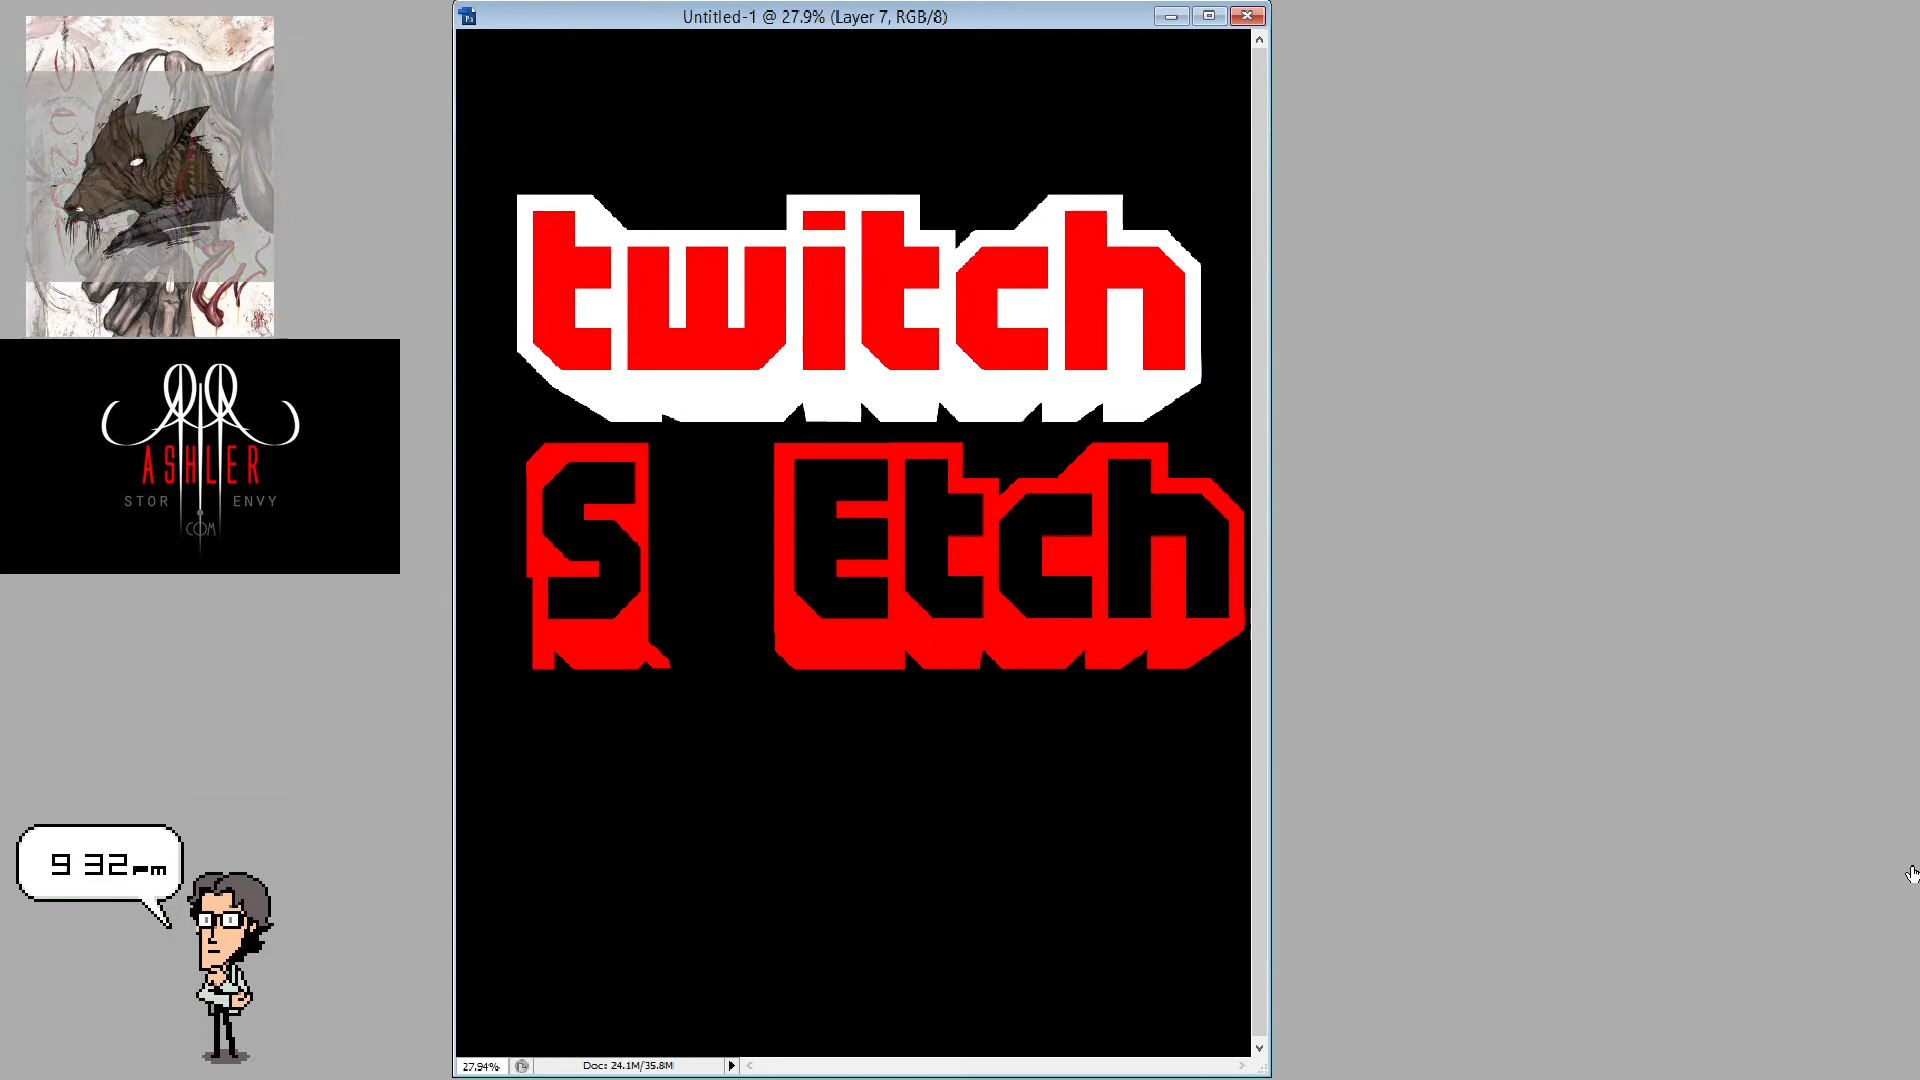 Untitled-1 @ 27.9% (Layer 7, RGB/8)
Ps
twitch
S Etch
ASHLER
STOR ENVY
COM
9 32pm
27.94%
Doc: 24.1M/35.8M